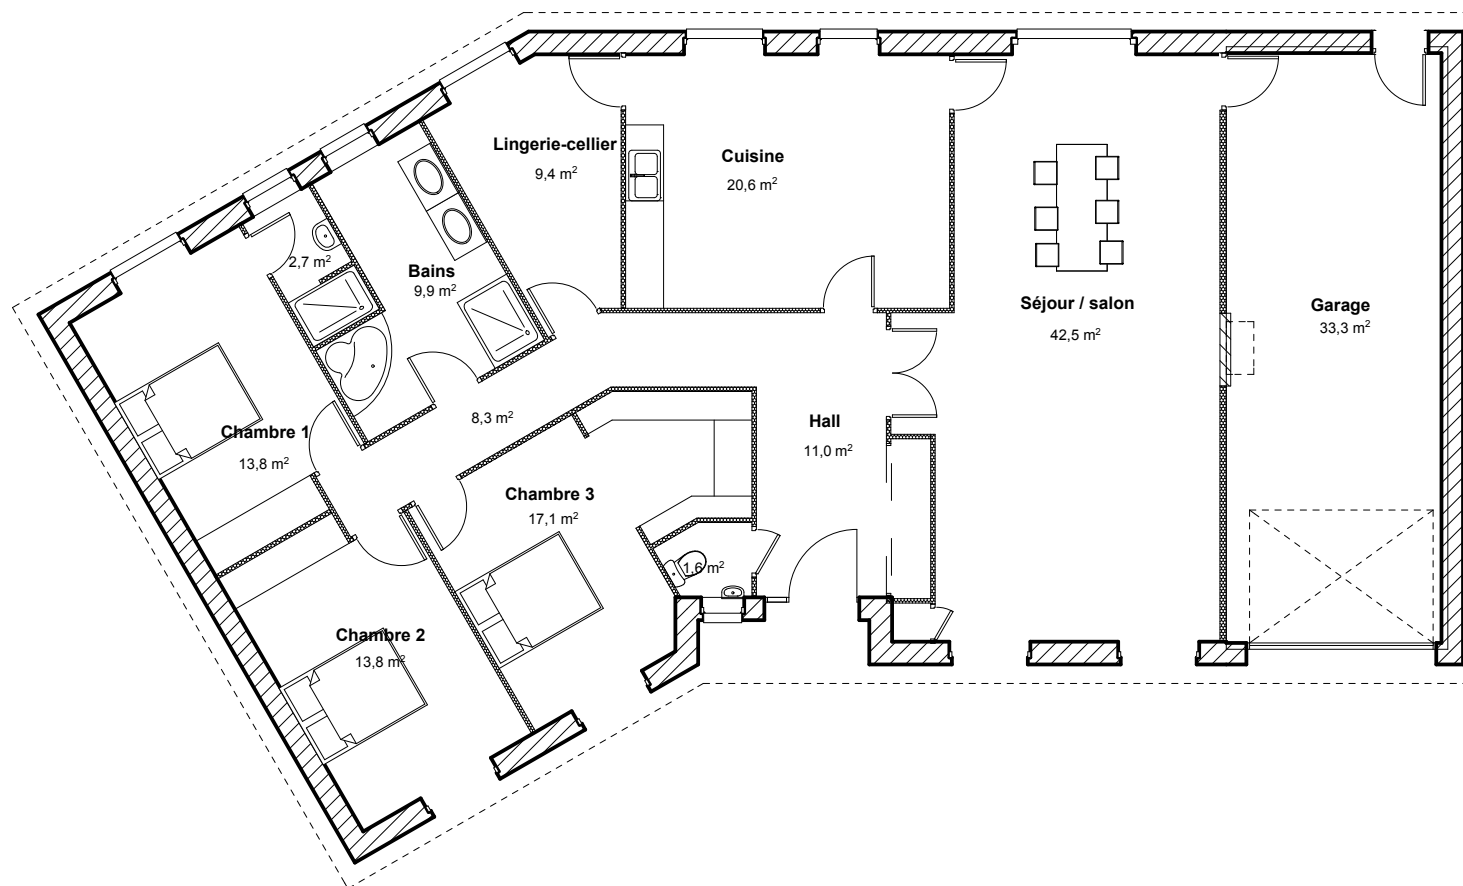 Lingerie-cellier
9,4 m²
Cuisine
20,6 m²
2,7 m²
Bains
9,9 m²
Séjour / salon
42,5 m²
Garage
33,3 m²
8,3 m²
Hall
11,0 m²
Chambre 1
13,8 m²
Chambre 3
17,1 m²
1,6 m²
Chambre 2
13,8 m²